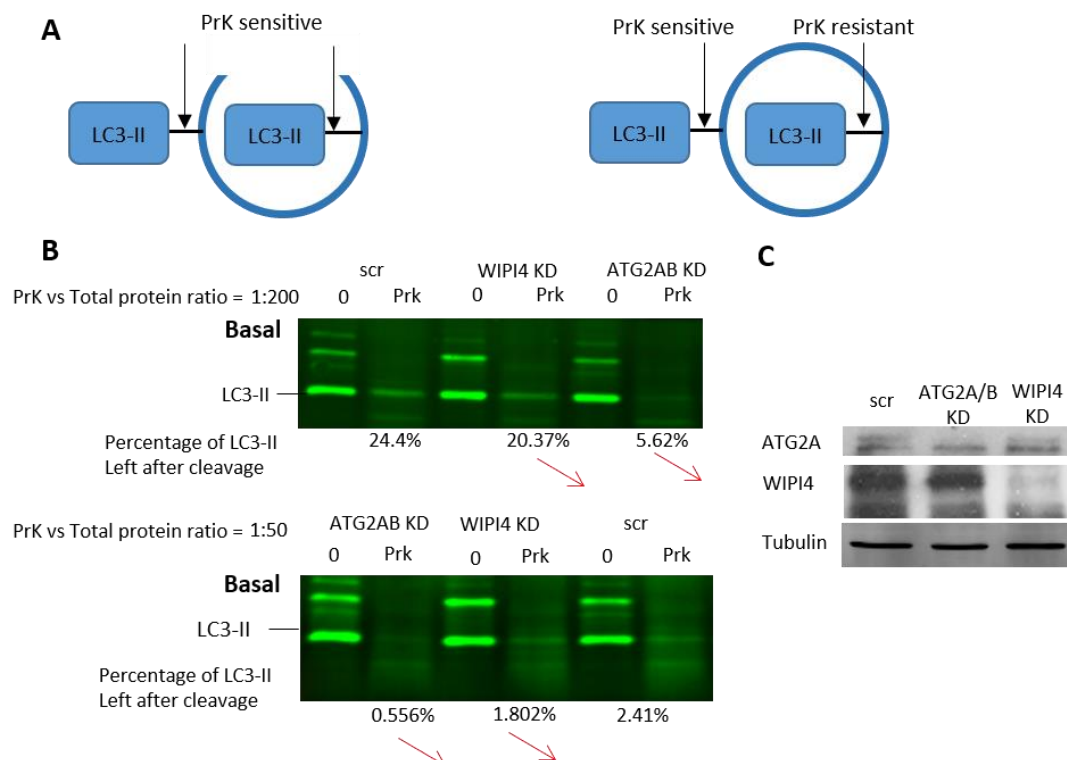 A
PrK sensitive
PrK sensitive
PrK resistant
LC3-II
LC3-II
LC3-II
LC3-II
B
scr
WIPI4 KD
ATG2AB KD
PrK vs Total protein ratio = 1:200
0
Prk
0
Prk
0
Prk
Basal
LC3-II
Percentage of LC3-II
Left after cleavage
24.4%
20.37%
5.62%
PrK vs Total protein ratio = 1:50
ATG2AB KD
WIPI4 KD
scr
0
Prk
0
Prk
0
Prk
Basal
LC3-II
Percentage of LC3-II
Left after cleavage
0.556%
1.802%
2.41%
C
scr
ATG2A/B
KD
WIPI4
KD
ATG2A
WIPI4
Tubulin